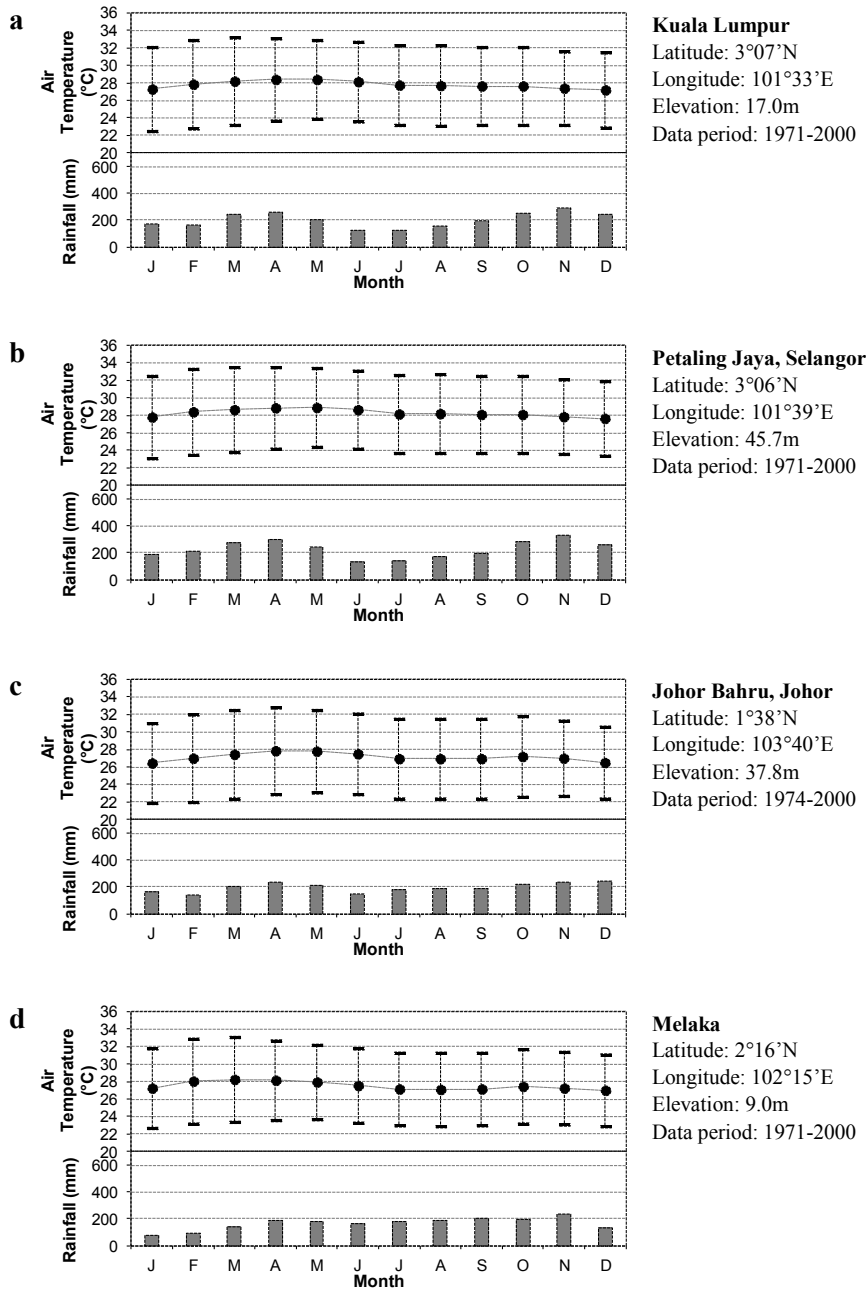 a
Kuala Lumpur
Latitude: 3°07’N
Longitude: 101°33’E
Elevation: 17.0m
Data period: 1971-2000
Air
Temperature
(°C)
36
34
32
30
28
26
24
22
20
Rainfall (mm)
600
400
200
0
J F M A M J J A S O N D
Month
b
Petaling Jaya, Selangor
Latitude: 3°06’N
Longitude: 101°39’E
Elevation: 45.7m
Data period: 1971-2000
Air
Temperature
(°C)
36
34
32
30
28
26
24
22
20
Rainfall (mm)
600
400
200
0
J F M A M J J A S O N D
Month
c
Johor Bahru, Johor
Latitude: 1°38’N
Longitude: 103°40’E
Elevation: 37.8m
Data period: 1974-2000
Air
Temperature
(°C)
36
34
32
30
28
26
24
22
20
Rainfall (mm)
600
400
200
0
J F M A M J J A S O N D
Month
d
Melaka
Latitude: 2°16’N
Longitude: 102°15’E
Elevation: 9.0m
Data period: 1971-2000
Air
Temperature
(°C)
36
34
32
30
28
26
24
22
20
Rainfall (mm)
600
400
200
0
J F M A M J J A S O N D
Month